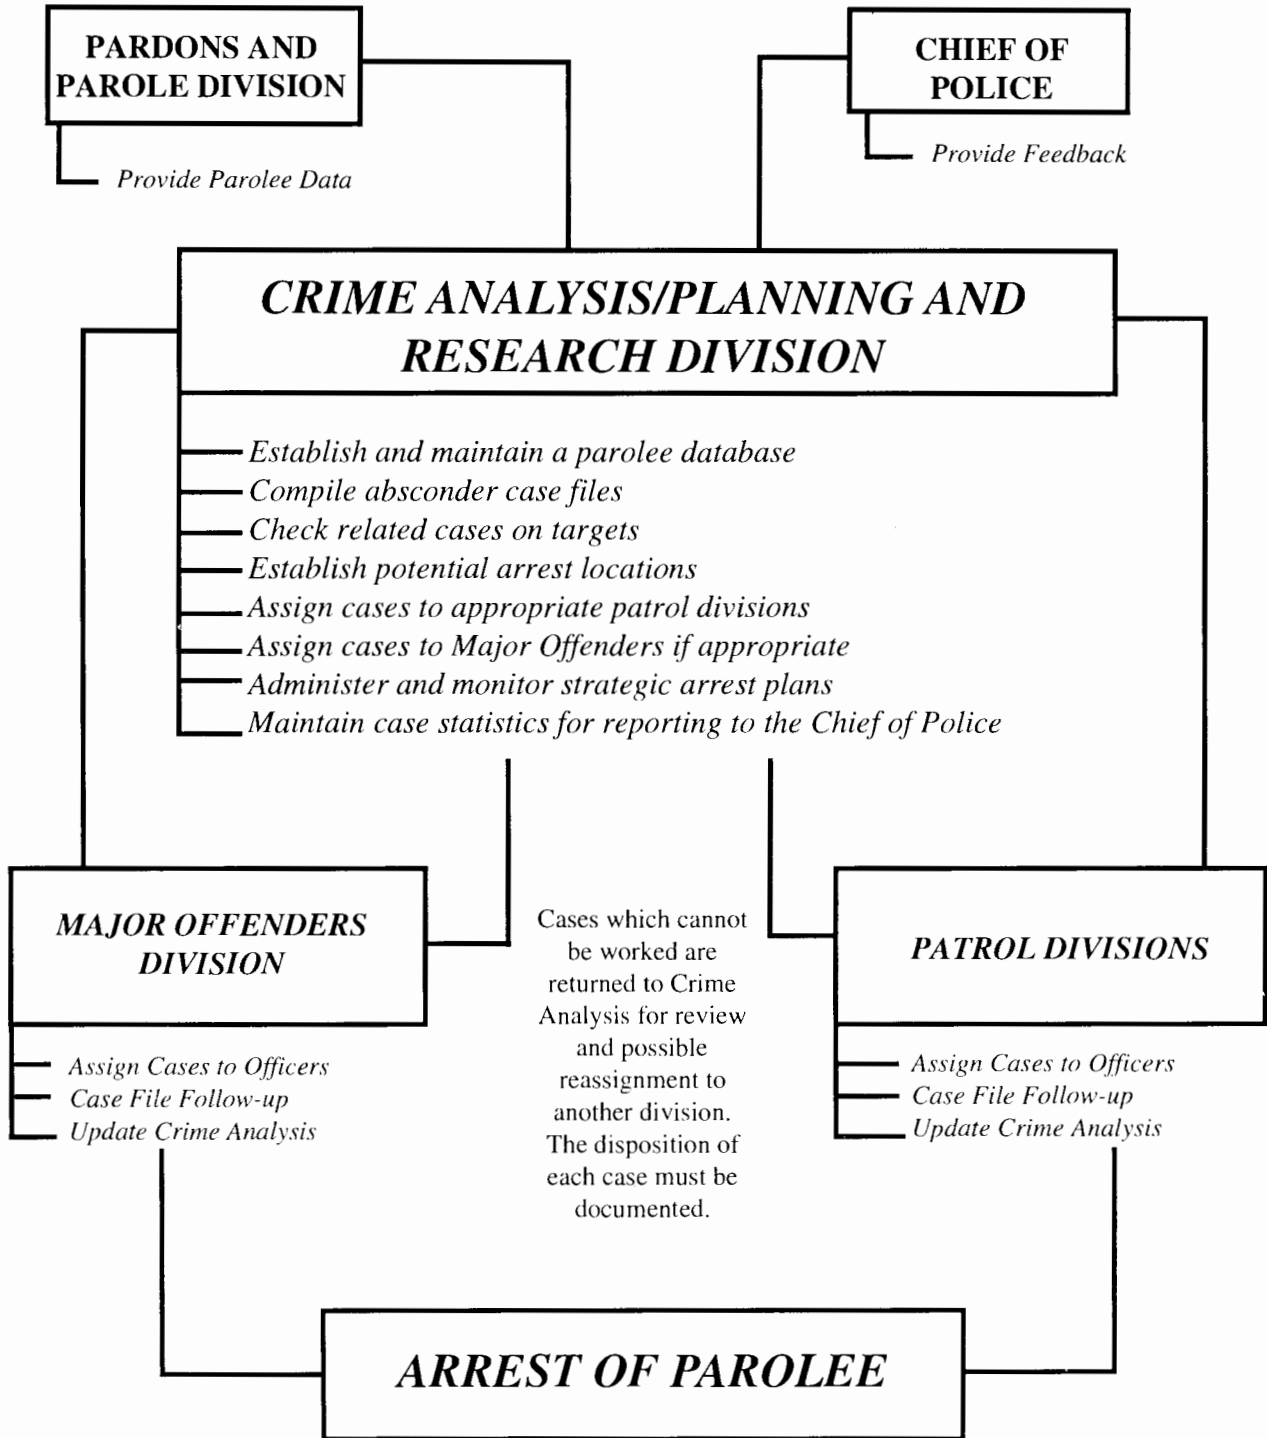 PARDONS AND
PAROLE DIVISION
CHIEF OF
POLICE
Provide Parolee Data
Provide Feedback
CRIME ANALYSIS/PLANNING AND
RESEARCH DIVISION
Establish and maintain a parolee database
Compile absconder case files
Check related cases on targets
Establish potential arrest locations
Assign cases to appropriate patrol divisions
Assign cases to Major Offenders if appropriate
Administer and monitor strategic arrest plans
Maintain case statistics for reporting to the Chief of Police
MAJOR OFFENDERS
DIVISION
Assign Cases to Officers
Case File Follow-up
Update Crime Analysis
Cases which cannot
be worked are
returned to Crime
Analysis for review
and possible
reassignment to
another division.
The disposition of
each case must be
documented.
PATROL DIVISIONS
Assign Cases to Officers
Case File Follow-up
Update Crime Analysis
ARREST OF PAROLEE